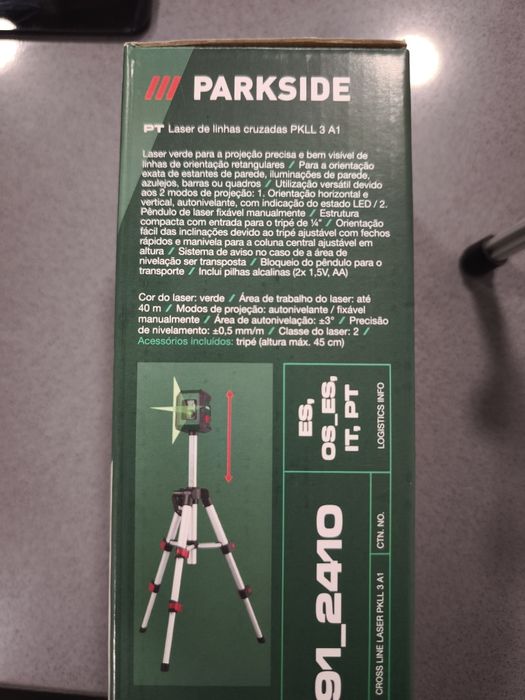 PARKSIDE
PT Laser de linhas cruzadas PKLL 3 A1
Laser verde para a projeção precisa e bem visível de
linhas de orientação retangulares / Para a orientação
exata de estantes de parede, iluminações de parede,
azulejos, barras ou quadros / Utilização versátil devido
aos 2 modos de projeção: 1. Orientação horizontal e
vertical, autonivelante, com indicação do estado LED / 2.
Pêndulo de laser fixável manualmente / Estrutura
compacta com entrada para o tripé de ¼" / Orientação
fácil das inclinações devido ao tripé ajustável com fechos
rápidos e manivela para a coluna central ajustável em
altura / Sistema de aviso no caso de a área de
nivelação ser transposta / Bloqueio do pêndulo para o
transporte / Inclui pilhas alcalinas (2x 1,5V, AA)
Cor do laser: verde / Área de trabalho do laser: até
40 m / Modos de projeção: autonivelante / fixável
manualmente / Área de autonivelação: ±3° / Precisão
de nivelamento: ±0,5 mm/m / Classe do laser: 2 /
Acessórios incluídos: tripé (altura máx. 45 cm)
ES,
OS_ES,
IT, PT
LOGISTICS INFO
91_2410
CTN. NO.
CROSS LINE LASER PKLL 3 A1